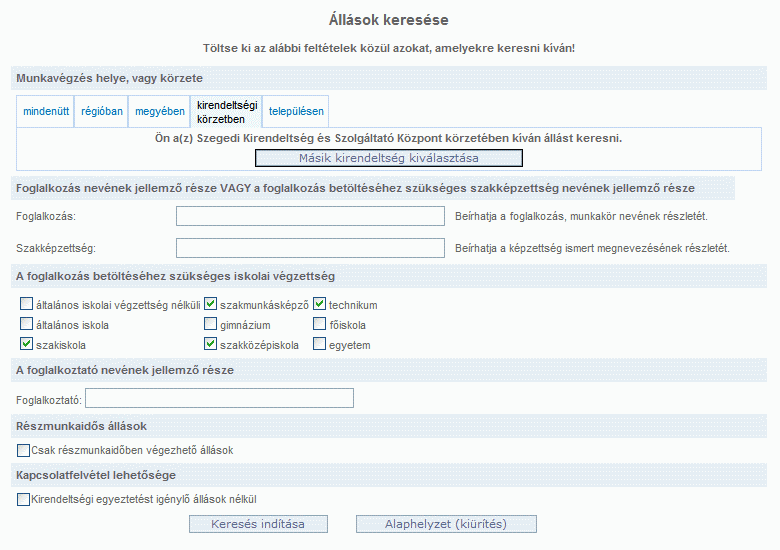 Állások keresése
Töltse ki az alábbi feltételek közül azokat, amelyekre keresni kíván!
Munkavégzés helye, vagy körzete
mindenütt régióban megyében kirendeltségi körzetben településen
Ön a(z) Szegedi Kirendeltség és Szolgáltató Központ körzetében kíván állást keresni.
Másik kirendeltség kiválasztása
Foglalkozás nevének jellemző része VAGY a foglalkozás betöltéséhez szükséges szakképzettség nevének jellemző része
Foglalkozás: Beírhatja a foglalkozás, munkakör nevének részletét.
Szakképzettség: Beírhatja a képzettség ismert megnevezésének részletét.
A foglalkozás betöltéséhez szükséges iskolai végzettség
általános iskolai végzettség nélküli szakmunkásképző technikum
általános iskola gimnázium főiskola
szakiskola szakközépiskola egyetem
A foglalkoztató nevének jellemző része
Foglalkoztató:
Részmunkaidős állások
Csak részmunkaidőben végezhető állások
Kapcsolatfelvétel lehetősége
Kirendeltségi egyeztetést igénylő állások nélkül
Keresés indítása Alaphelyzet (kiürítés)